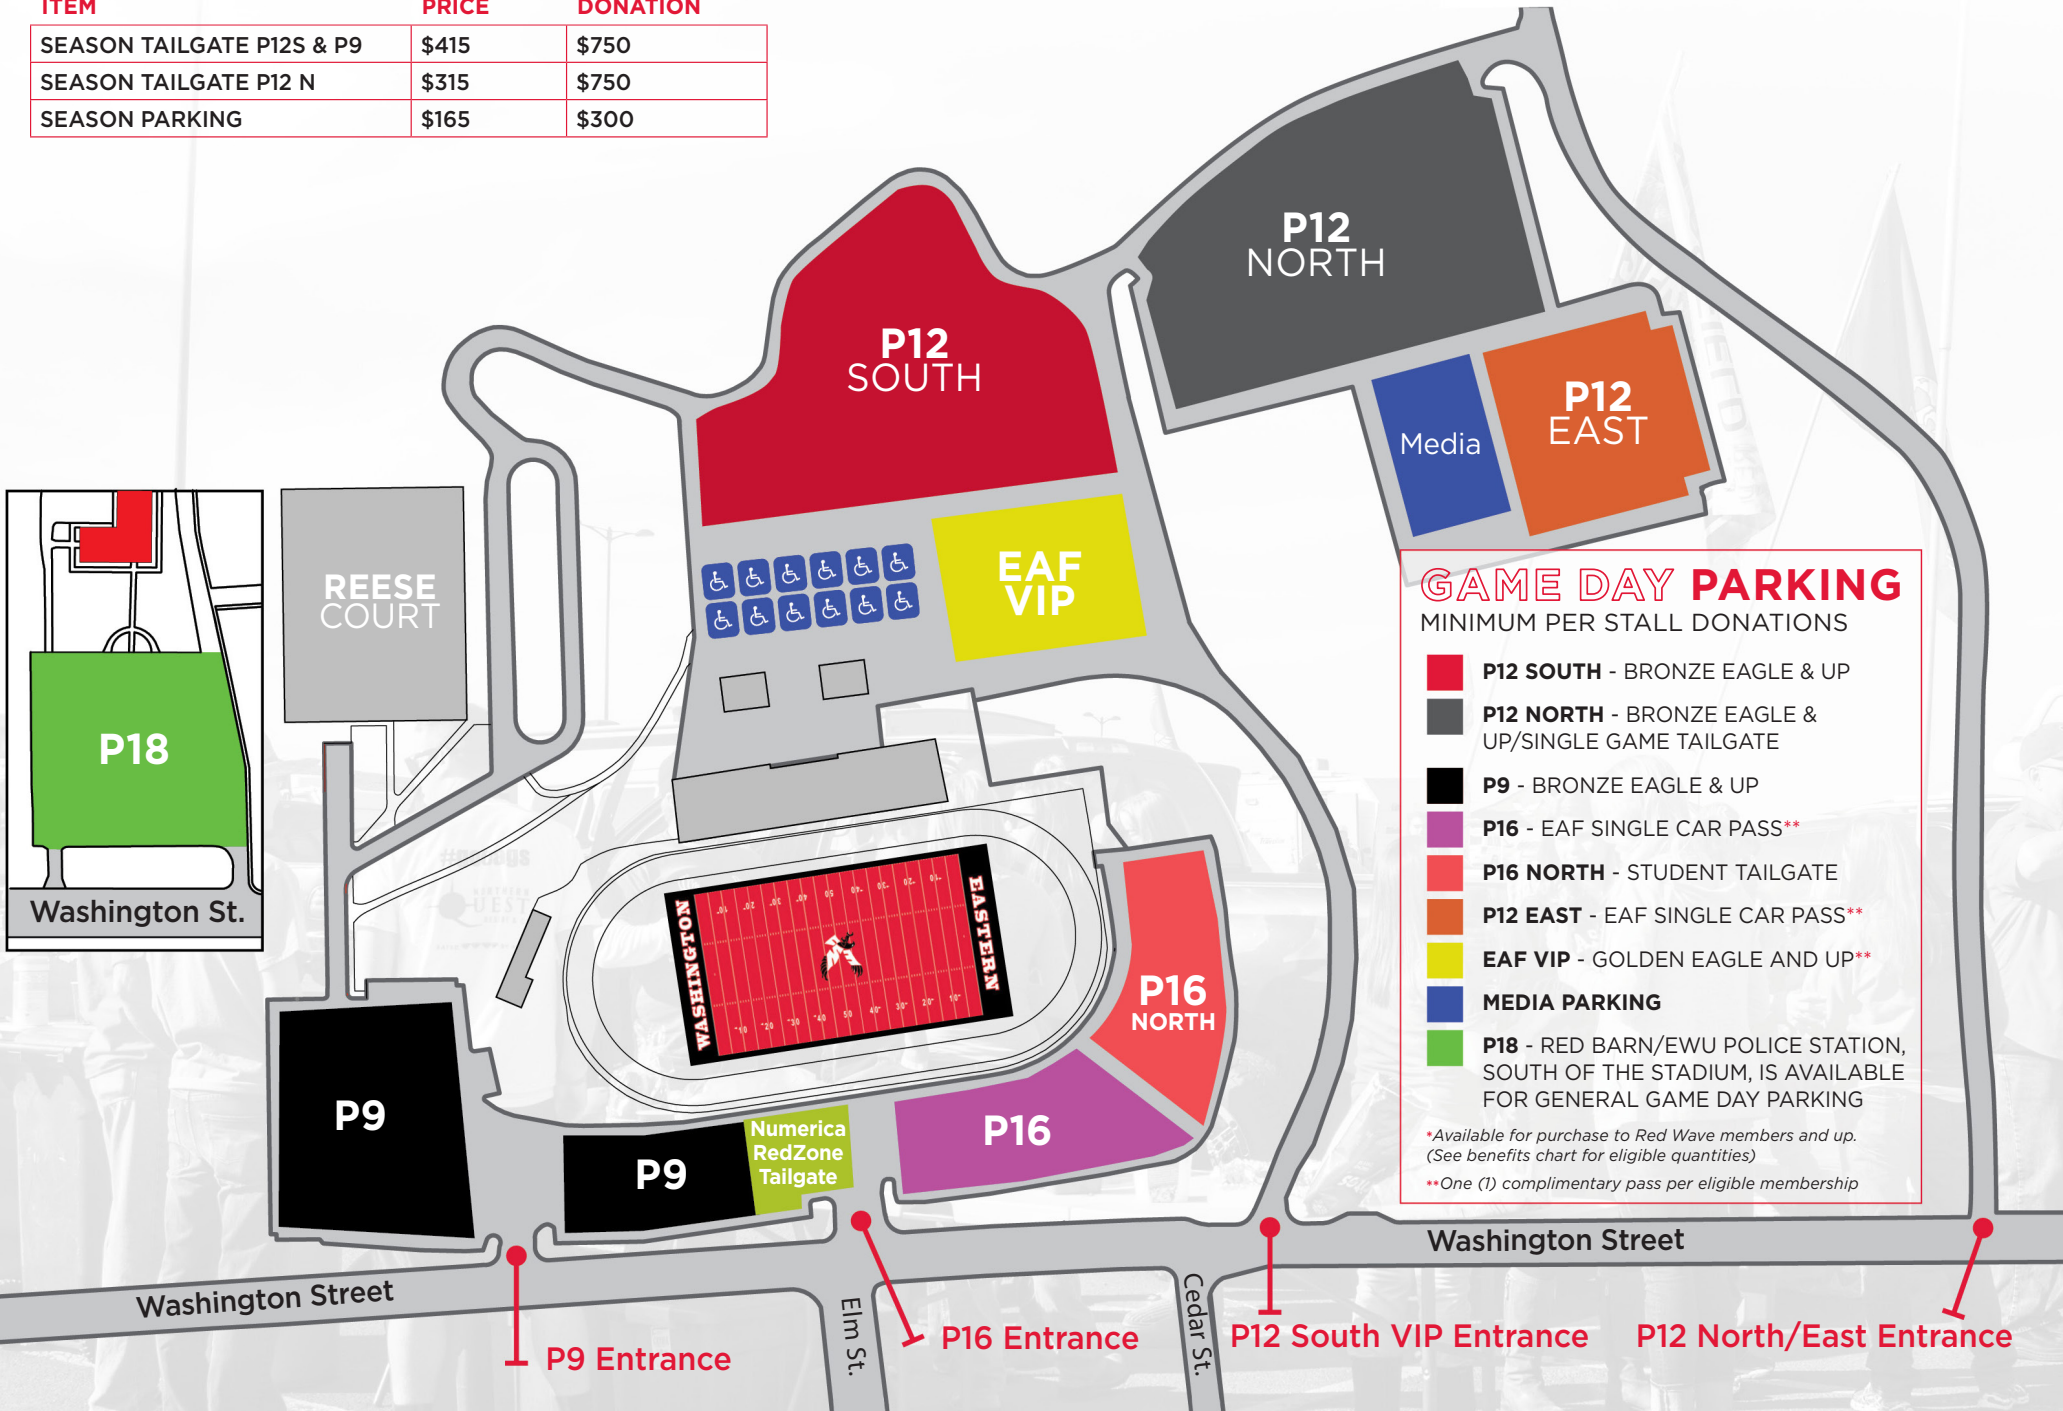 ITEM PRICE DONATION
SEASON TAILGATE P12S & P9 $415 $750
SEASON TAILGATE P12 N $315 $750
SEASON PARKING $165 $300
P12
NORTH
P12
SOUTH
P12
EAST
Media
EAF
VIP
REESE
COURT
P18
Washington St.
GAME DAY PARKING
MINIMUM PER STALL DONATIONS
P12 SOUTH - BRONZE EAGLE & UP
P12 NORTH - BRONZE EAGLE &
UP/SINGLE GAME TAILGATE
P9 - BRONZE EAGLE & UP
P16 - EAF SINGLE CAR PASS**
P16 NORTH - STUDENT TAILGATE
P12 EAST - EAF SINGLE CAR PASS**
EAF VIP - GOLDEN EAGLE AND UP**
MEDIA PARKING
P18 - RED BARN/EWU POLICE STATION,
SOUTH OF THE STADIUM, IS AVAILABLE
FOR GENERAL GAME DAY PARKING
*Available for purchase to Red Wave members and up.
(See benefits chart for eligible quantities)
**One (1) complimentary pass per eligible membership
WASHINGTON
EASTERN
P16
NORTH
P16
P9
P9
Numerica
RedZone
Tailgate
Washington Street
Washington Street
Elm St.
Cedar St.
P9 Entrance
P16 Entrance
P12 South VIP Entrance
P12 North/East Entrance